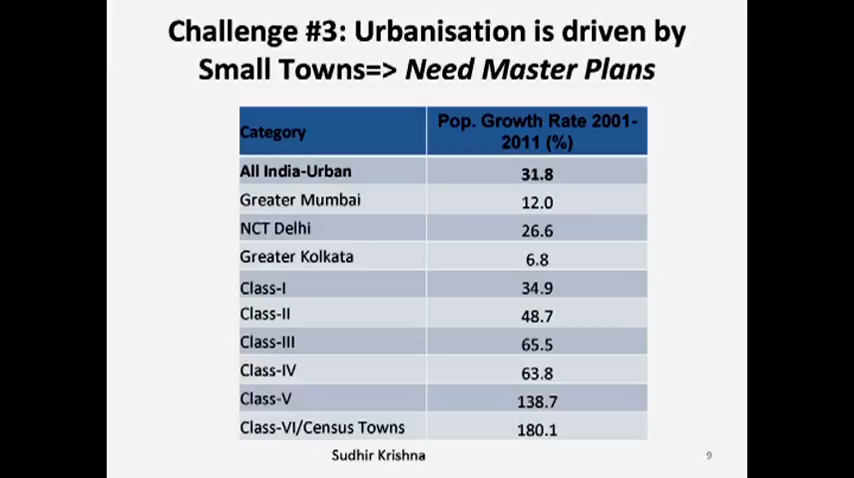 Challenge #3: Urbanisation is driven by
Small Towns=> Need Master Plans
Category
Pop. Growth Rate 2001-
2011 (%)
All India-Urban 31.8
Greater Mumbai 12.0
NCT Delhi 26.6
Greater Kolkata 6.8
Class-I 34.9
Class-II 48.7
Class-III 65.5
Class-IV 63.8
Class-V 138.7
Class-VI/Census Towns 180.1
Sudhir Krishna 9